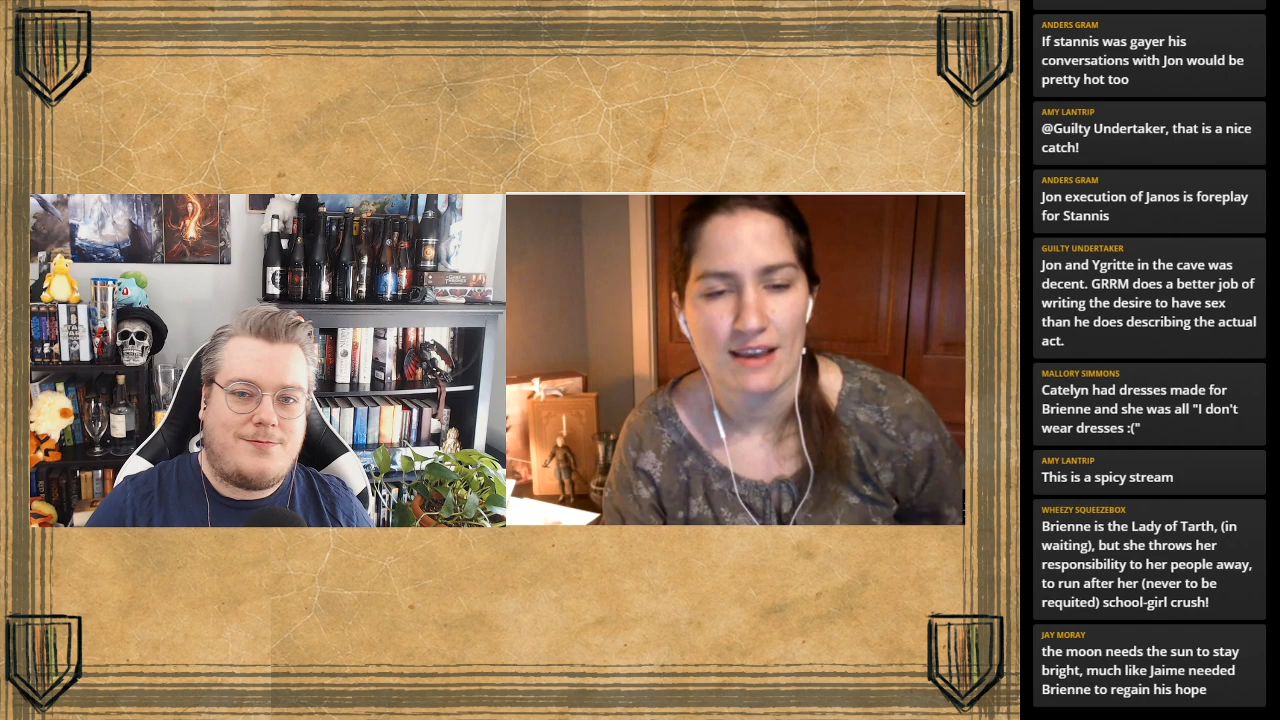 ANDERS GRAM
If stannis was gayer his
conversations with Jon would be
pretty hot too
AMY LANTRIP
@Guilty Undertaker, that is a nice
catch!
ANDERS GRAM
Jon execution of Janos is foreplay
for Stannis
GUILTY UNDERTAKER
Jon and Ygritte in the cave was
decent. GRRM does a better job of
writing the desire to have sex
than he does describing the actual
act.
MALLORY SIMMONS
Catelyn had dresses made for
Brienne and she was all "I don't
wear dresses :("
AMY LANTRIP
This is a spicy stream
WHEEZY SQUEEZEBOX
Brienne is the Lady of Tarth, (in
waiting), but she throws her
responsibility to her people away,
to run after her (never to be
requited) school-girl crush!
JAY MORAY
the moon needs the sun to stay
bright, much like Jaime needed
Brienne to regain his hope